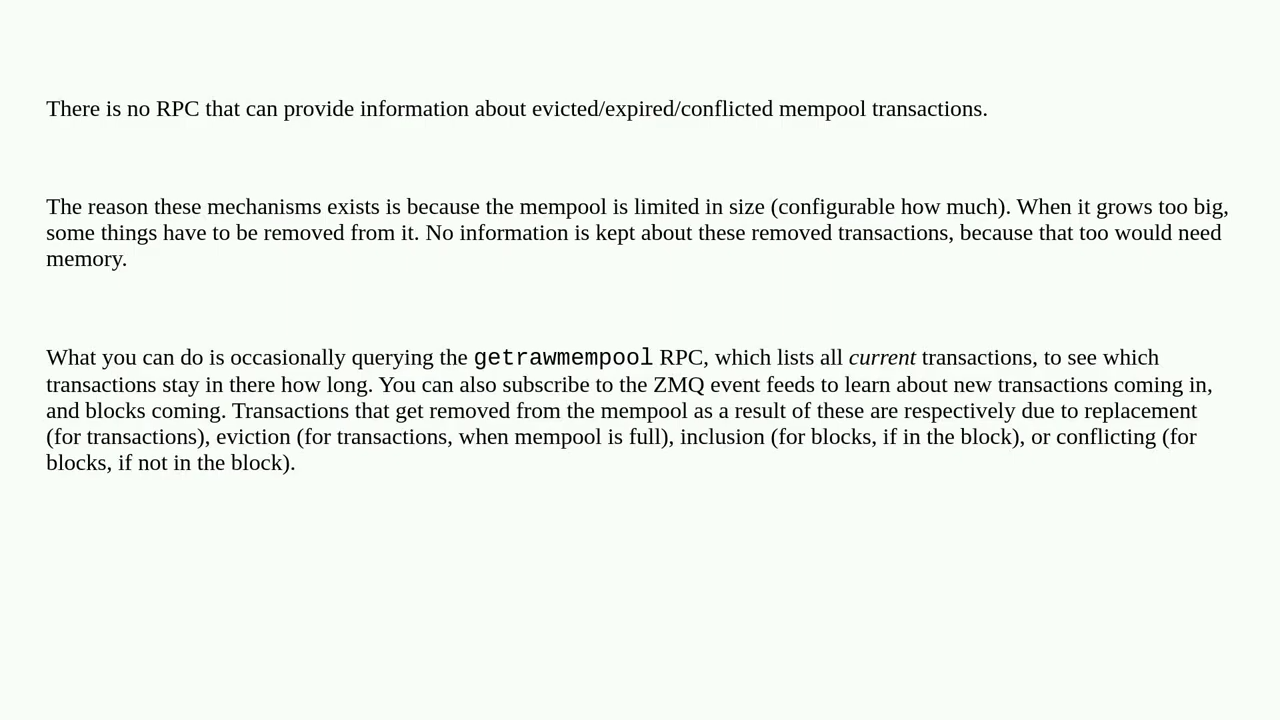 There is no RPC that can provide information about evicted/expired/conflicted mempool transactions.
The reason these mechanisms exists is because the mempool is limited in size (configurable how much). When it grows too big,
some things have to be removed from it. No information is kept about these removed transactions, because that too would need
memory.
What you can do is occasionally querying the getrawmempool RPC, which lists all current transactions, to see which
transactions stay in there how long. You can also subscribe to the ZMQ event feeds to learn about new transactions coming in,
and blocks coming. Transactions that get removed from the mempool as a result of these are respectively due to replacement
(for transactions), eviction (for transactions, when mempool is full), inclusion (for blocks, if in the block), or conflicting (for
blocks, if not in the block).